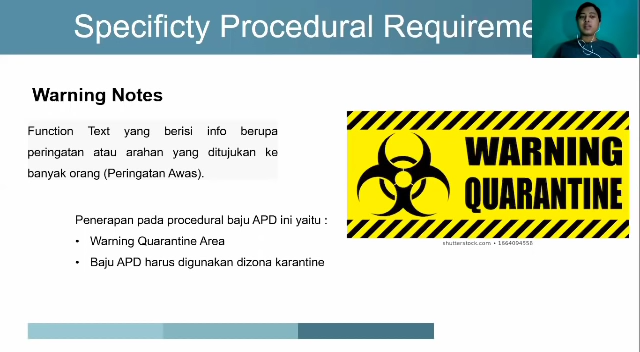 Specificty Procedural Requireme
Warning Notes
Function Text yang berisi info berupa
peringatan atau arahan yang ditujukan ke
banyak orang (Peringatan Awas).
WARNING
QUARANTINE
shutterstock.com • 1664094556
Penerapan pada procedural baju APD ini yaitu :
• Warning Quarantine Area
• Baju APD harus digunakan dizona karantine